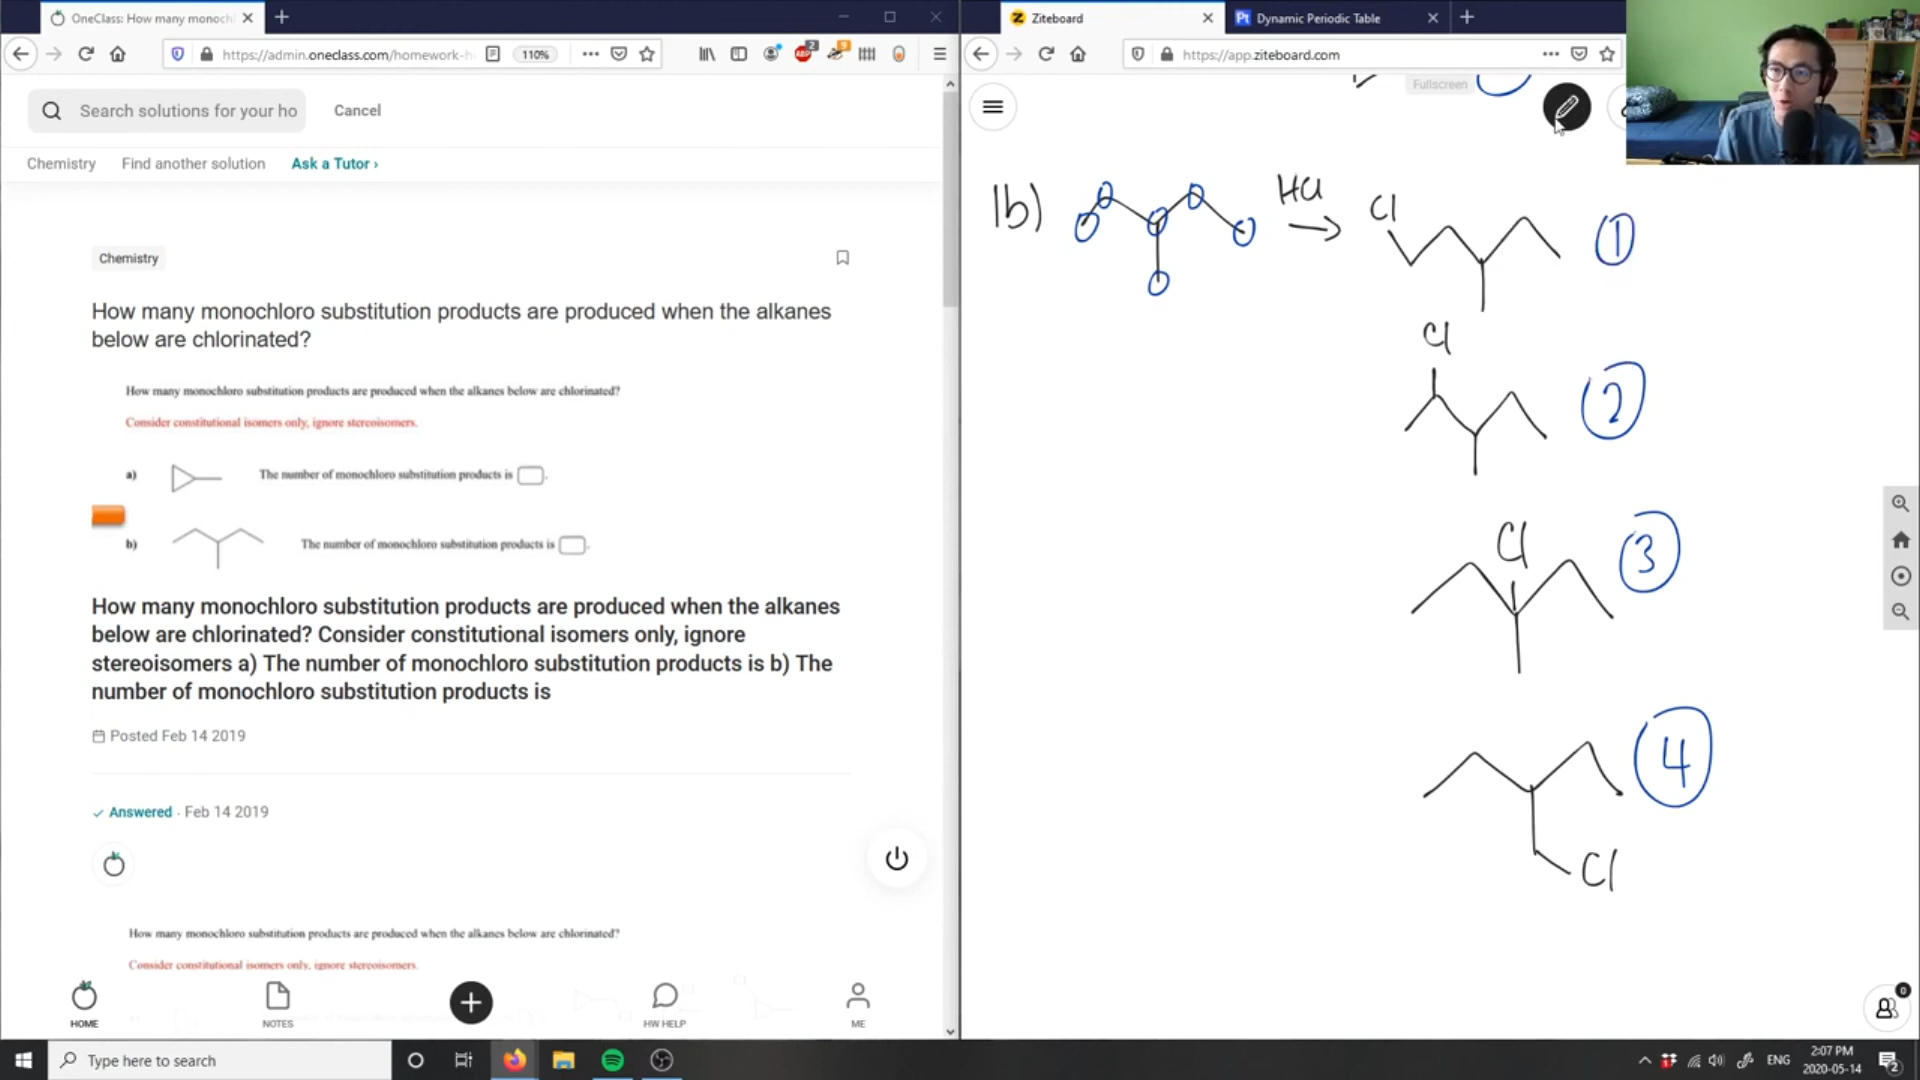 OneClass: How many monochl
https://admin.oneclass.com/homework-h
110%
Search solutions for your ho
Cancel
Chemistry
Find another solution
Ask a Tutor ›
Chemistry
How many monochloro substitution products are produced when the alkanes
below are chlorinated?
How many monochloro substitution products are produced when the alkanes below are chlorinated?
Consider constitutional isomers only, ignore stereoisomers.
a)
The number of monochloro substitution products is
.
b)
The number of monochloro substitution products is
.
How many monochloro substitution products are produced when the alkanes
below are chlorinated? Consider constitutional isomers only, ignore
stereoisomers a) The number of monochloro substitution products is b) The
number of monochloro substitution products is
Posted Feb 14 2019
Answered · Feb 14 2019
How many monochloro substitution products are produced when the alkanes below are chlorinated?
Consider constitutional isomers only, ignore stereoisomers.
HOME
NOTES
HW HELP
ME
Ziteboard
Pt
Dynamic Periodic Table
https://app.ziteboard.com
Fullscreen
1b)
HCl
Cl
1
Cl
2
Cl
3
4
Cl
0
Type here to search
ENG
2:07 PM
2020-05-14
2